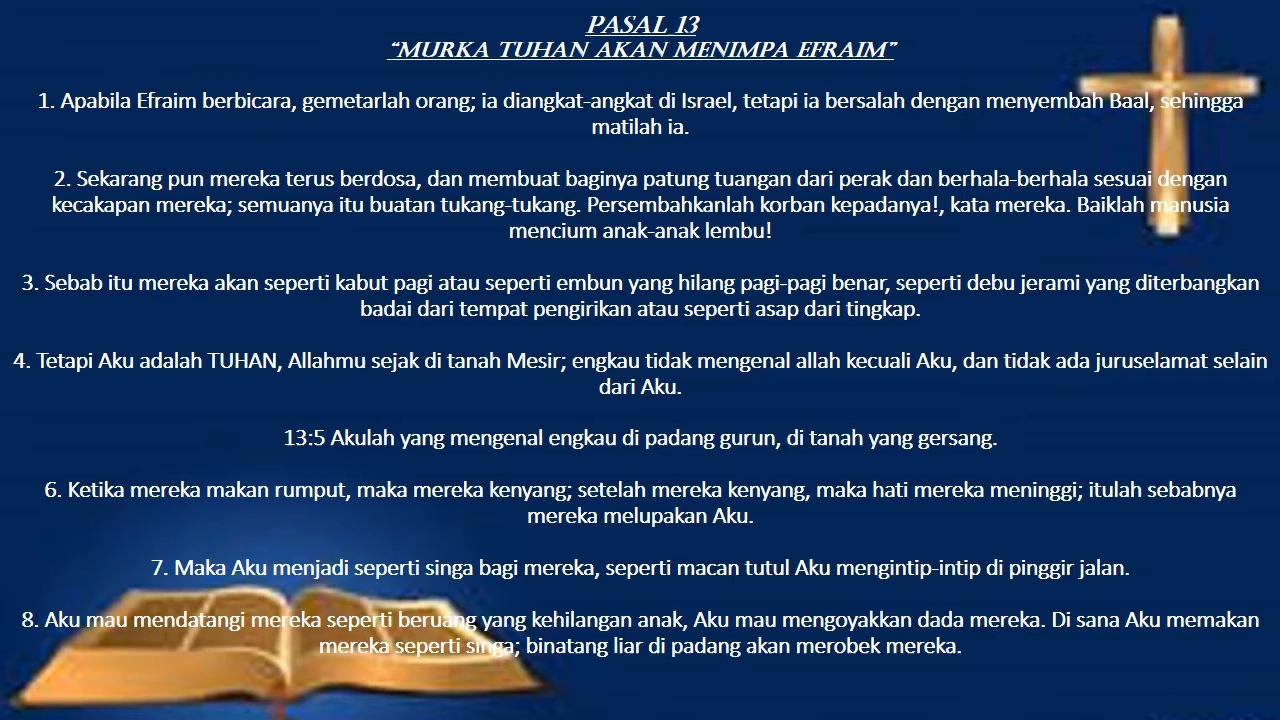 PASAL 13
“MURKA TUHAN AKAN MENIMPA EFRAIM”
1. Apabila Efraim berbicara, gemetarlah orang; ia diangkat-angkat di Israel, tetapi ia bersalah dengan menyembah Baal, sehingga
matilah ia.
2. Sekarang pun mereka terus berdosa, dan membuat baginya patung tuangan dari perak dan berhala-berhala sesuai dengan
kecakapan mereka; semuanya itu buatan tukang-tukang. Persembahkanlah korban kepadanya!, kata mereka. Baiklah manusia
mencium anak-anak lembu!
3. Sebab itu mereka akan seperti kabut pagi atau seperti embun yang hilang pagi-pagi benar, seperti debu jerami yang diterbangkan
badai dari tempat pengirikan atau seperti asap dari tingkap.
4. Tetapi Aku adalah TUHAN, Allahmu sejak di tanah Mesir; engkau tidak mengenal allah kecuali Aku, dan tidak ada juruselamat selain
dari Aku.
13:5 Akulah yang mengenal engkau di padang gurun, di tanah yang gersang.
6. Ketika mereka makan rumput, maka mereka kenyang; setelah mereka kenyang, maka hati mereka meninggi; itulah sebabnya
mereka melupakan Aku.
7. Maka Aku menjadi seperti singa bagi mereka, seperti macan tutul Aku mengintip-intip di pinggir jalan.
8. Aku mau mendatangi mereka seperti beruang yang kehilangan anak, Aku mau mengoyakkan dada mereka. Di sana Aku memakan
mereka seperti singa; binatang liar di padang akan merobek mereka.